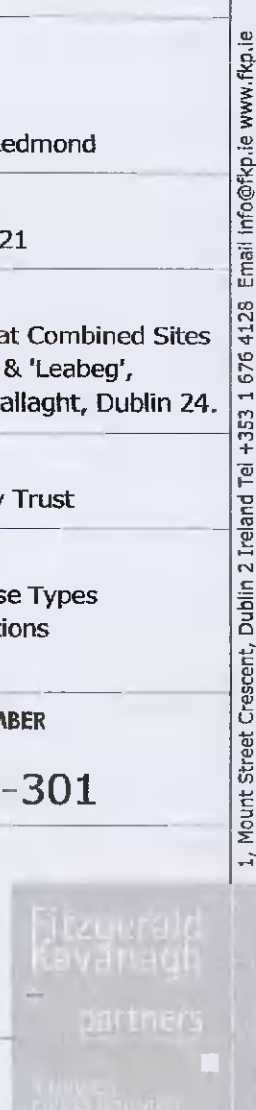 edmond
21
at Combined Sites
& 'Leabeg',
allaght, Dublin 24.
Trust
se Types
tions
MBER
-301
1, Mount Street Crescent, Dublin 2 Ireland Tel +353 1 676 4128 Email info@fkp.ie www.fkp.ie
Fitzgerald
Kavanagh
partners